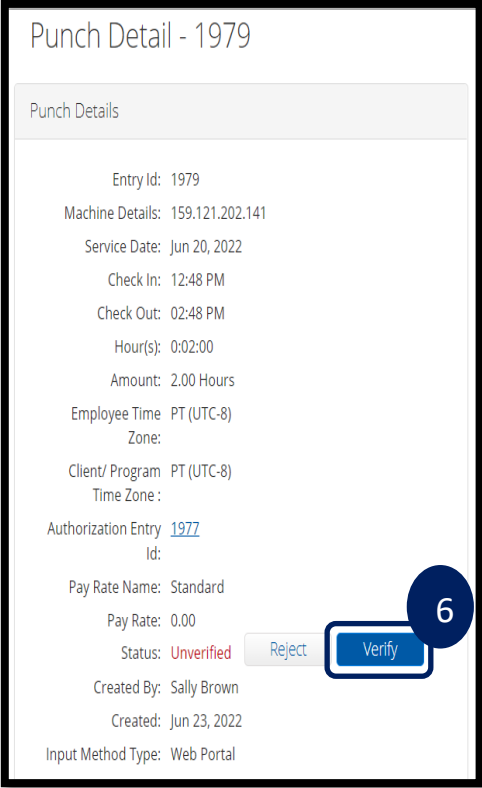 Punch Detail - 1979
Punch Details
Entry Id: 1979
Machine Details: 159.121.202.141
Service Date: Jun 20, 2022
Check In: 12:48 PM
Check Out: 02:48 PM
Hour(s): 0:02:00
Amount: 2.00 Hours
Employee Time PT (UTC-8)
Zone:
Client/ Program PT (UTC-8)
Time Zone :
Authorization Entry 1977
Id:
Pay Rate Name: Standard
Pay Rate: 0.00
6
Status: Unverified Reject Verify
Created By: Sally Brown
Created: Jun 23, 2022
Input Method Type: Web Portal